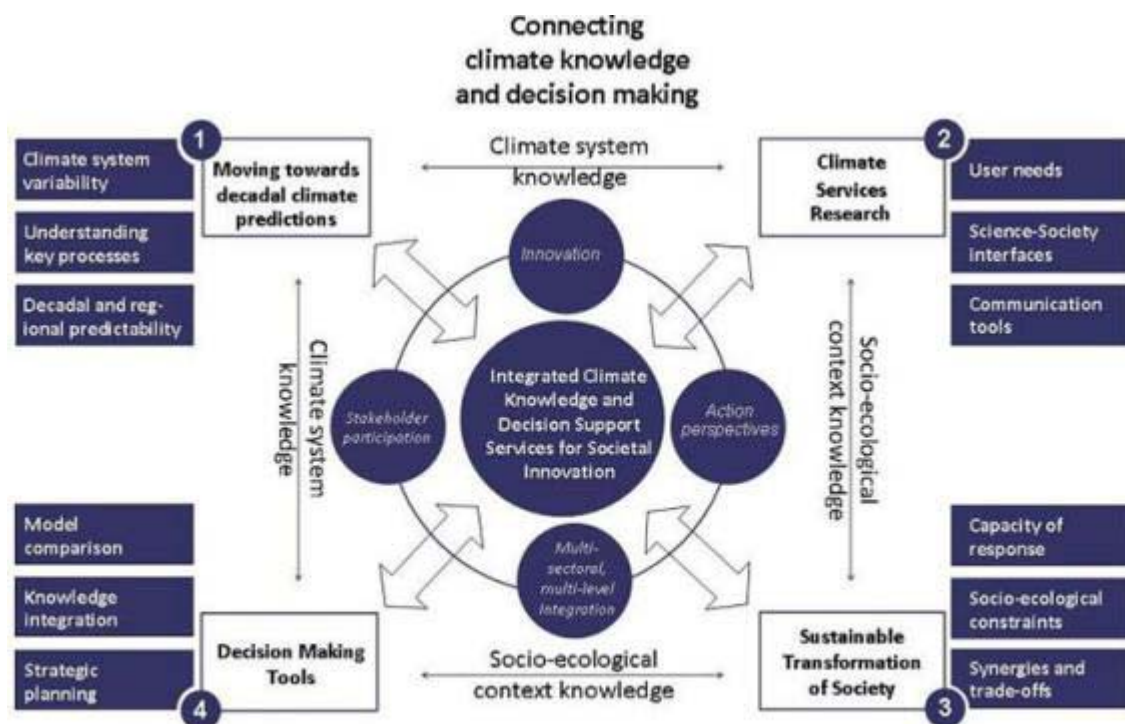 Connecting
climate knowledge
and decision making
1
Climate system
variability
Understanding
key processes
Decadal and reg-
ional predictability
Moving towards
decadal climate
predictions
Climate system
knowledge
2
Climate
Services
Research
User needs
Science-Society
interfaces
Communication
tools
Innovation
Climate system
knowledge
Stakeholder
participation
Integrated Climate
Knowledge and
Decision Support
Services for Societal
Innovation
Action
perspectives
Socio-ecological
context knowledge
Multi-
sectoral,
multi-level
Integration
Model
comparison
Knowledge
integration
Strategic
planning
4
Decision Making
Tools
Socio-ecological
context knowledge
Sustainable
Transformation
of Society
3
Capacity of
response
Socio-ecological
constraints
Synergies and
trade-offs